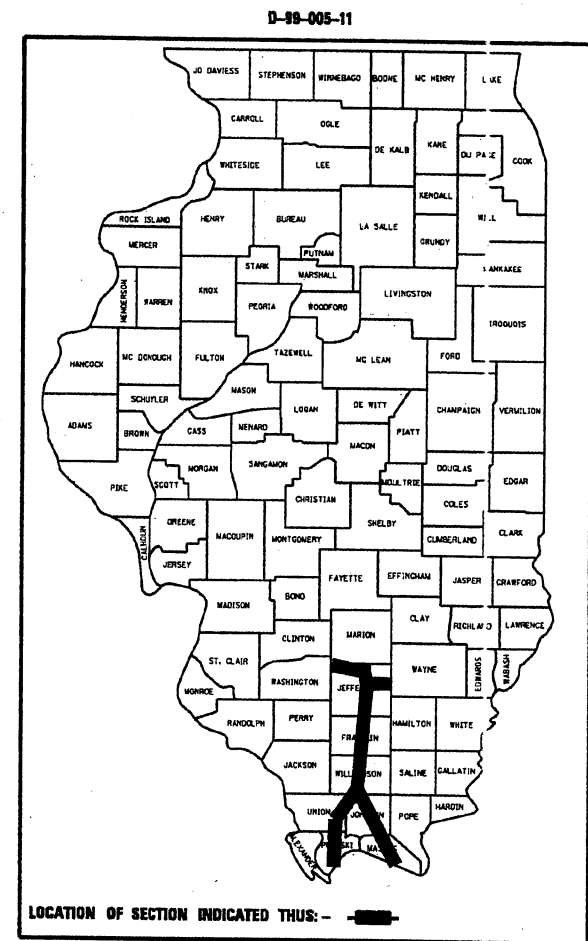 D-99-005-11
JO DAVIESS STEPHENSON WINNEBAGO BOONE MC HENRY
CARROLL OGLE DE KALB KANE COOK
WHITESIDE LEE
KENDALL
ROCK ISLAND HENRY BUREAU LA SALLE
MERCER PUTNAM GRUNDY
STARK MARSHALL
HENDERSON WARREN KNOX PEORIA WOODFORD LIVINGSTON IROQUOIS
HANCOCK MC DONOUGH FULTON TAZEWELL MC LEAN FORD
SCHUYLER MASON LOGAN DE WITT CHAMPAIGN VERMILION
ADAMS BROWN CASS MENARD MACON PIATT
PIKE SCOTT MORGAN SANGAMON CHRISTIAN MOULTRIE DOUGLAS EDGAR
COLES
CALHOUN GREENE MACOUPIN MONTGOMERY SHELBY CUMBERLAND CLARK
JERSEY FAYETTE EFFINGHAM JASPER CRAWFORD
MADISON BOND
CLINTON MARION CLAY LAWRENCE
ST. CLAIR WASHINGTON WAYNE EDWARDS WABASH
MONROE
RANDOLPH PERRY HAMILTON WHITE
JACKSON SALINE GALLATIN
UNION POPE HARDIN
ALEXANDER
LOCATION OF SECTION INDICATED THUS:-